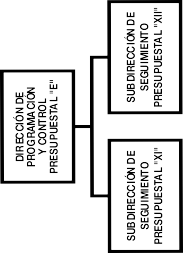 DIRECCIÓN DE
PROGRAMACIÓN
Y CONTROL
PRESUPUESTAL "E"
SUBDIRECCIÓN DE
SEGUIMIENTO
PRESUPUESTAL "XI"
SUBDIRECCIÓN DE
SEGUIMIENTO
PRESUPUESTAL "XII"